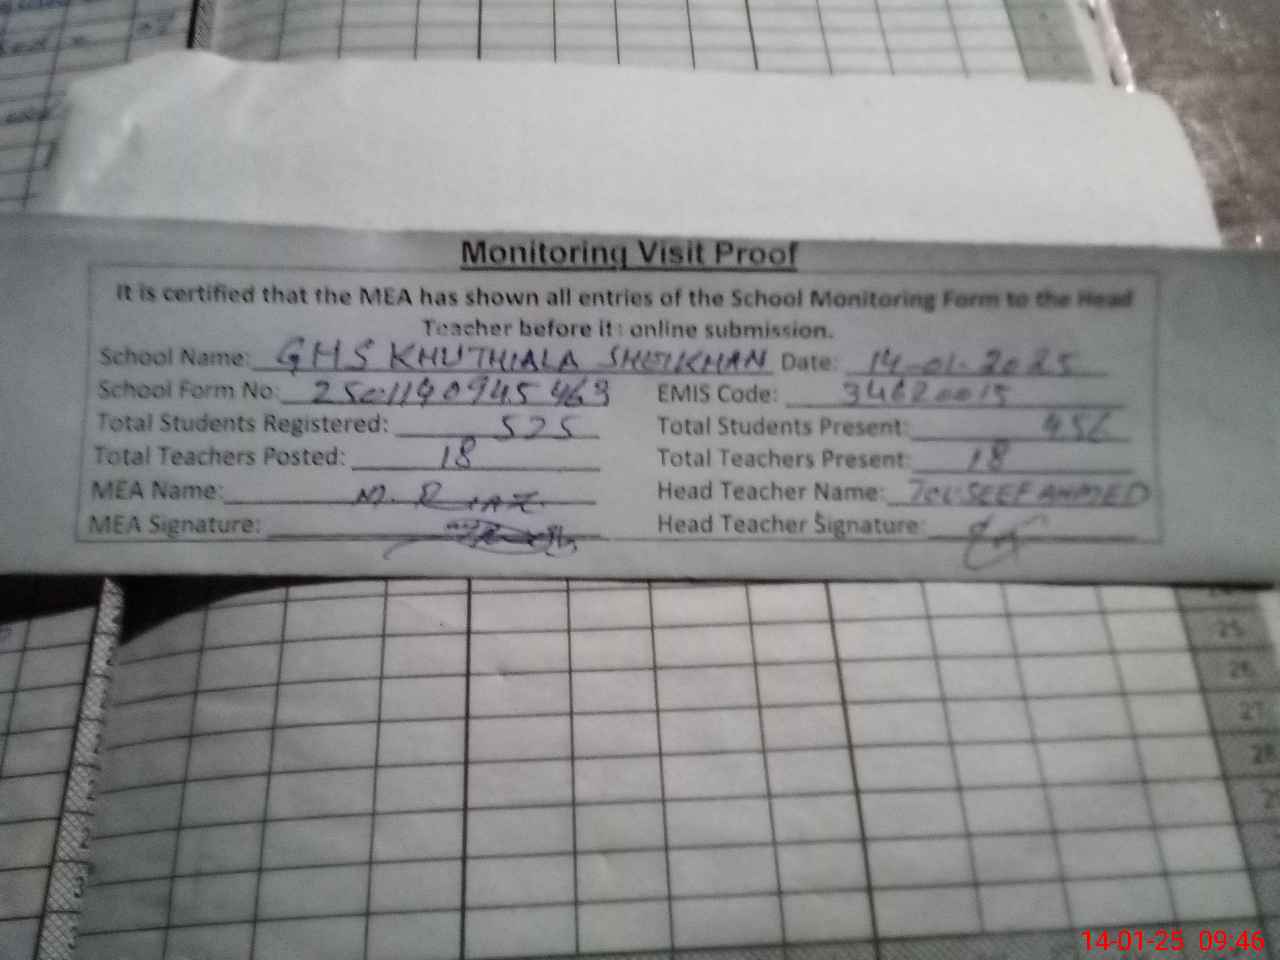 Monitoring Visit Proof
It is certified that the MEA has shown all entries of the School Monitoring Form to the Head
Teacher before its online submission.
School Name: GHS KHUTHIALA SHEIKHAN Date: 14-01-2025
School Form No: 2501140945463 EMIS Code: 34620015
Total Students Registered: 525 Total Students Present: 456
Total Teachers Posted: 18 Total Teachers Present: 18
MEA Name: M. Riaz Head Teacher Name: TOUSEEF AHMED
MEA Signature: Head Teacher Signature:
25
26
27
28
14-01-25 09:46